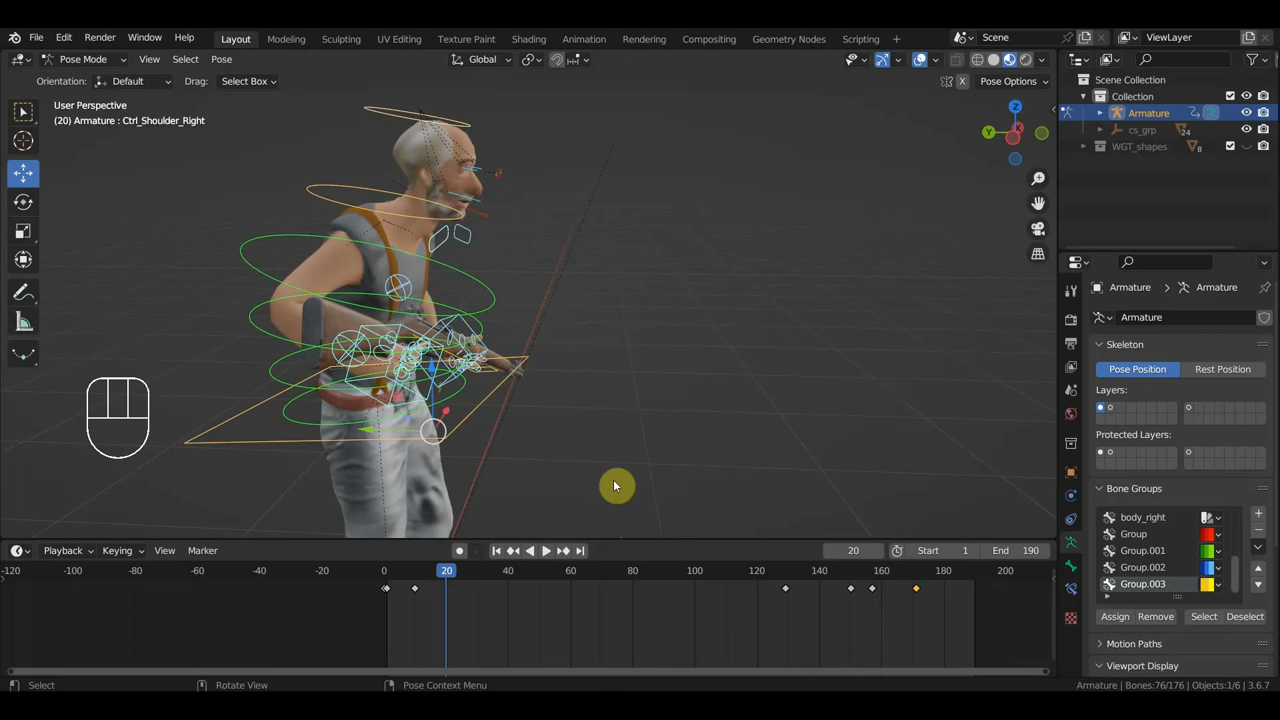 File Edit Render Window Help Layout Modeling Sculpting UV Editing Texture Paint Shading Animation Rendering Compositing Geometry Nodes Scripting + Scene ViewLayer
Pose Mode View Select Pose Global
Orientation: Default Drag: Select Box X Pose Options
User Perspective
(20) Armature : Ctrl_Shoulder_Right
Z
Y
Scene Collection
Collection
Armature
cs_grp 24
WGT_shapes 8
Armature > Armature
Armature
Skeleton
Pose Position Rest Position
Layers:
Protected Layers:
Bone Groups
body_right
Group
Group.001
Group.002
Group.003
Assign Remove Select Deselect
Motion Paths
Viewport Display
Playback Keying View Marker 20 Start 1 End 190
-120 -100 -80 -60 -40 -20 0 20 40 60 80 100 120 140 160 180 200
Select Rotate View Pose Context Menu Armature | Bones:76/176 | Objects:1/6 | 3.6.7